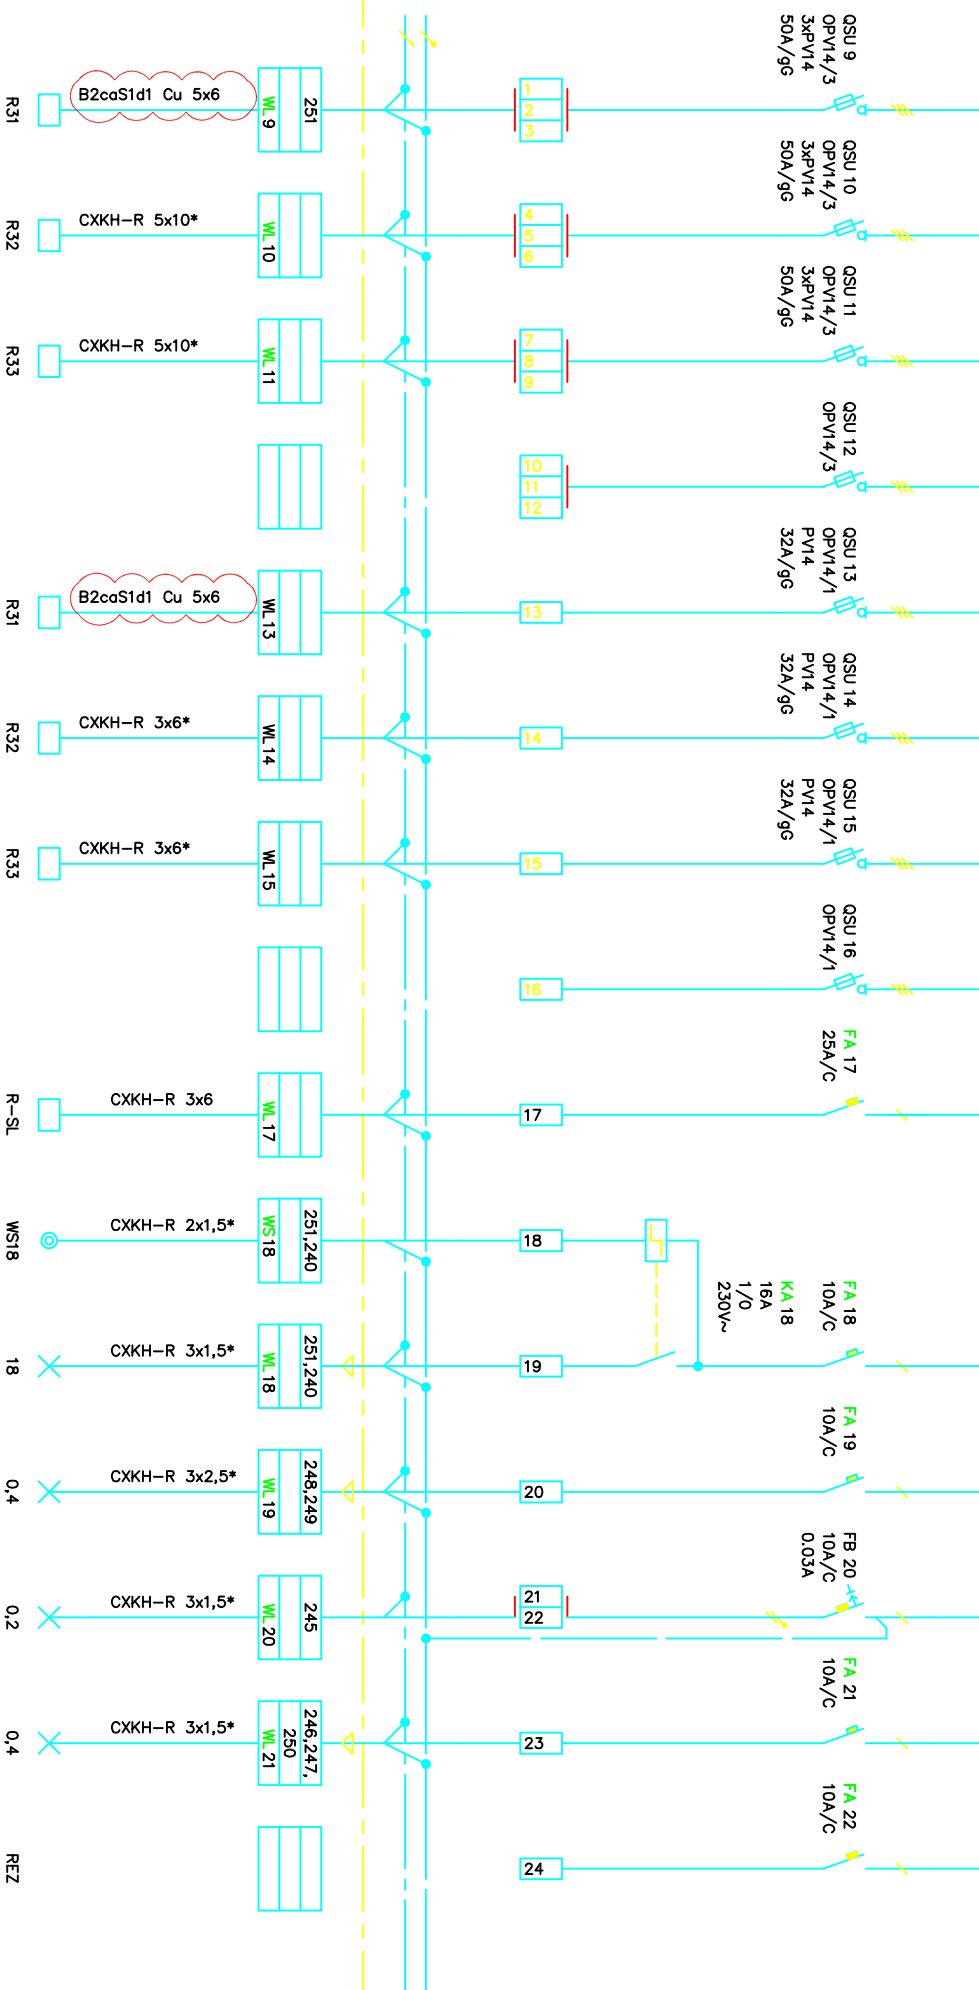 QSU 9
OPV14/3
3xPV14
50A/gG
1
2
3
251
WL 9
B2caS1d1 Cu 5x6
R31
QSU 10
OPV14/3
3xPV14
50A/gG
4
5
6
WL 10
CXKH-R 5x10*
R32
QSU 11
OPV14/3
3xPV14
50A/gG
7
8
9
WL 11
CXKH-R 5x10*
R33
QSU 12
OPV14/3
10
11
12
QSU 13
OPV14/1
PV14
32A/gG
13
WL 13
B2caS1d1 Cu 5x6
R31
QSU 14
OPV14/1
PV14
32A/gG
14
WL 14
CXKH-R 3x6*
R32
QSU 15
OPV14/1
PV14
32A/gG
15
WL 15
CXKH-R 3x6*
R33
QSU 16
OPV14/1
16
FA 17
25A/C
17
WL 17
CXKH-R 3x6
R-SL
18
251,240
WS 18
CXKH-R 2x1,5*
WS18
FA 18
10A/C
KA 18
16A
1/0
230V~
19
251,240
WL 18
CXKH-R 3x1,5*
18
FA 19
10A/C
20
248,249
WL 19
CXKH-R 3x2,5*
0,4
FB 20
10A/C
0.03A
21
22
245
WL 20
CXKH-R 3x1,5*
0,2
FA 21
10A/C
23
246,247,
250
WL 21
CXKH-R 3x1,5*
0,4
FA 22
10A/C
24
REZ